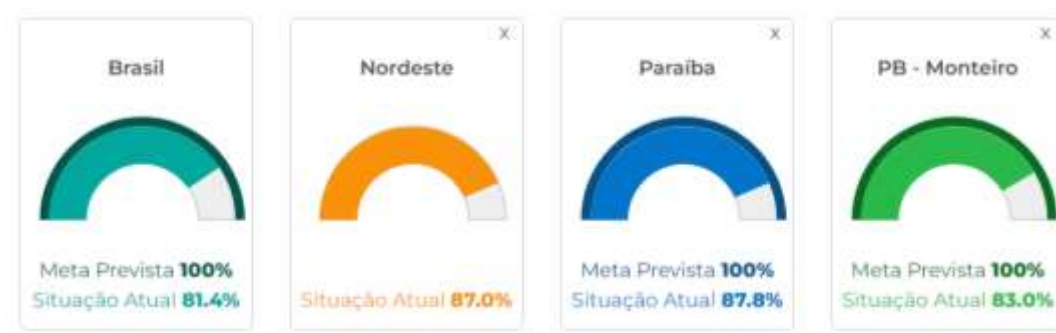 Brasil
Meta Prevista 100%
Situação Atual 81.4%
X
Nordeste
Situação Atual 87.0%
X
Paraíba
Meta Prevista 100%
Situação Atual 87.8%
X
PB - Monteiro
Meta Prevista 100%
Situação Atual 83.0%